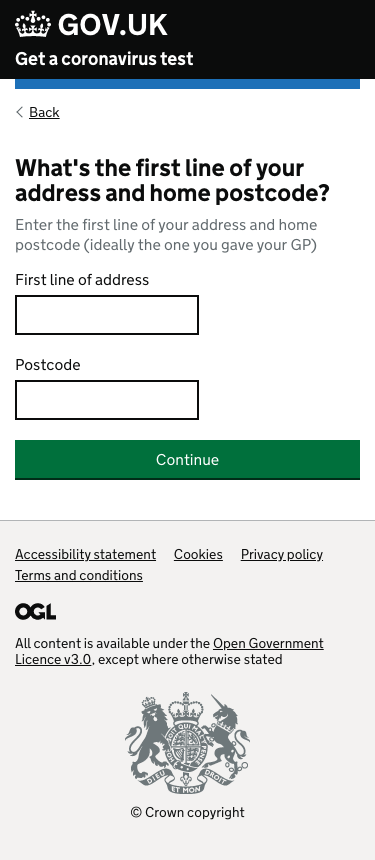 GOV.UK
Get a coronavirus test
Back
What's the first line of your
address and home postcode?
Enter the first line of your address and home
postcode (ideally the one you gave your GP)
First line of address
Postcode
Continue
Accessibility statement Cookies Privacy policy
Terms and conditions
OGL
All content is available under the Open Government
Licence v3.0, except where otherwise stated
DIEU ET MON DROIT
© Crown copyright